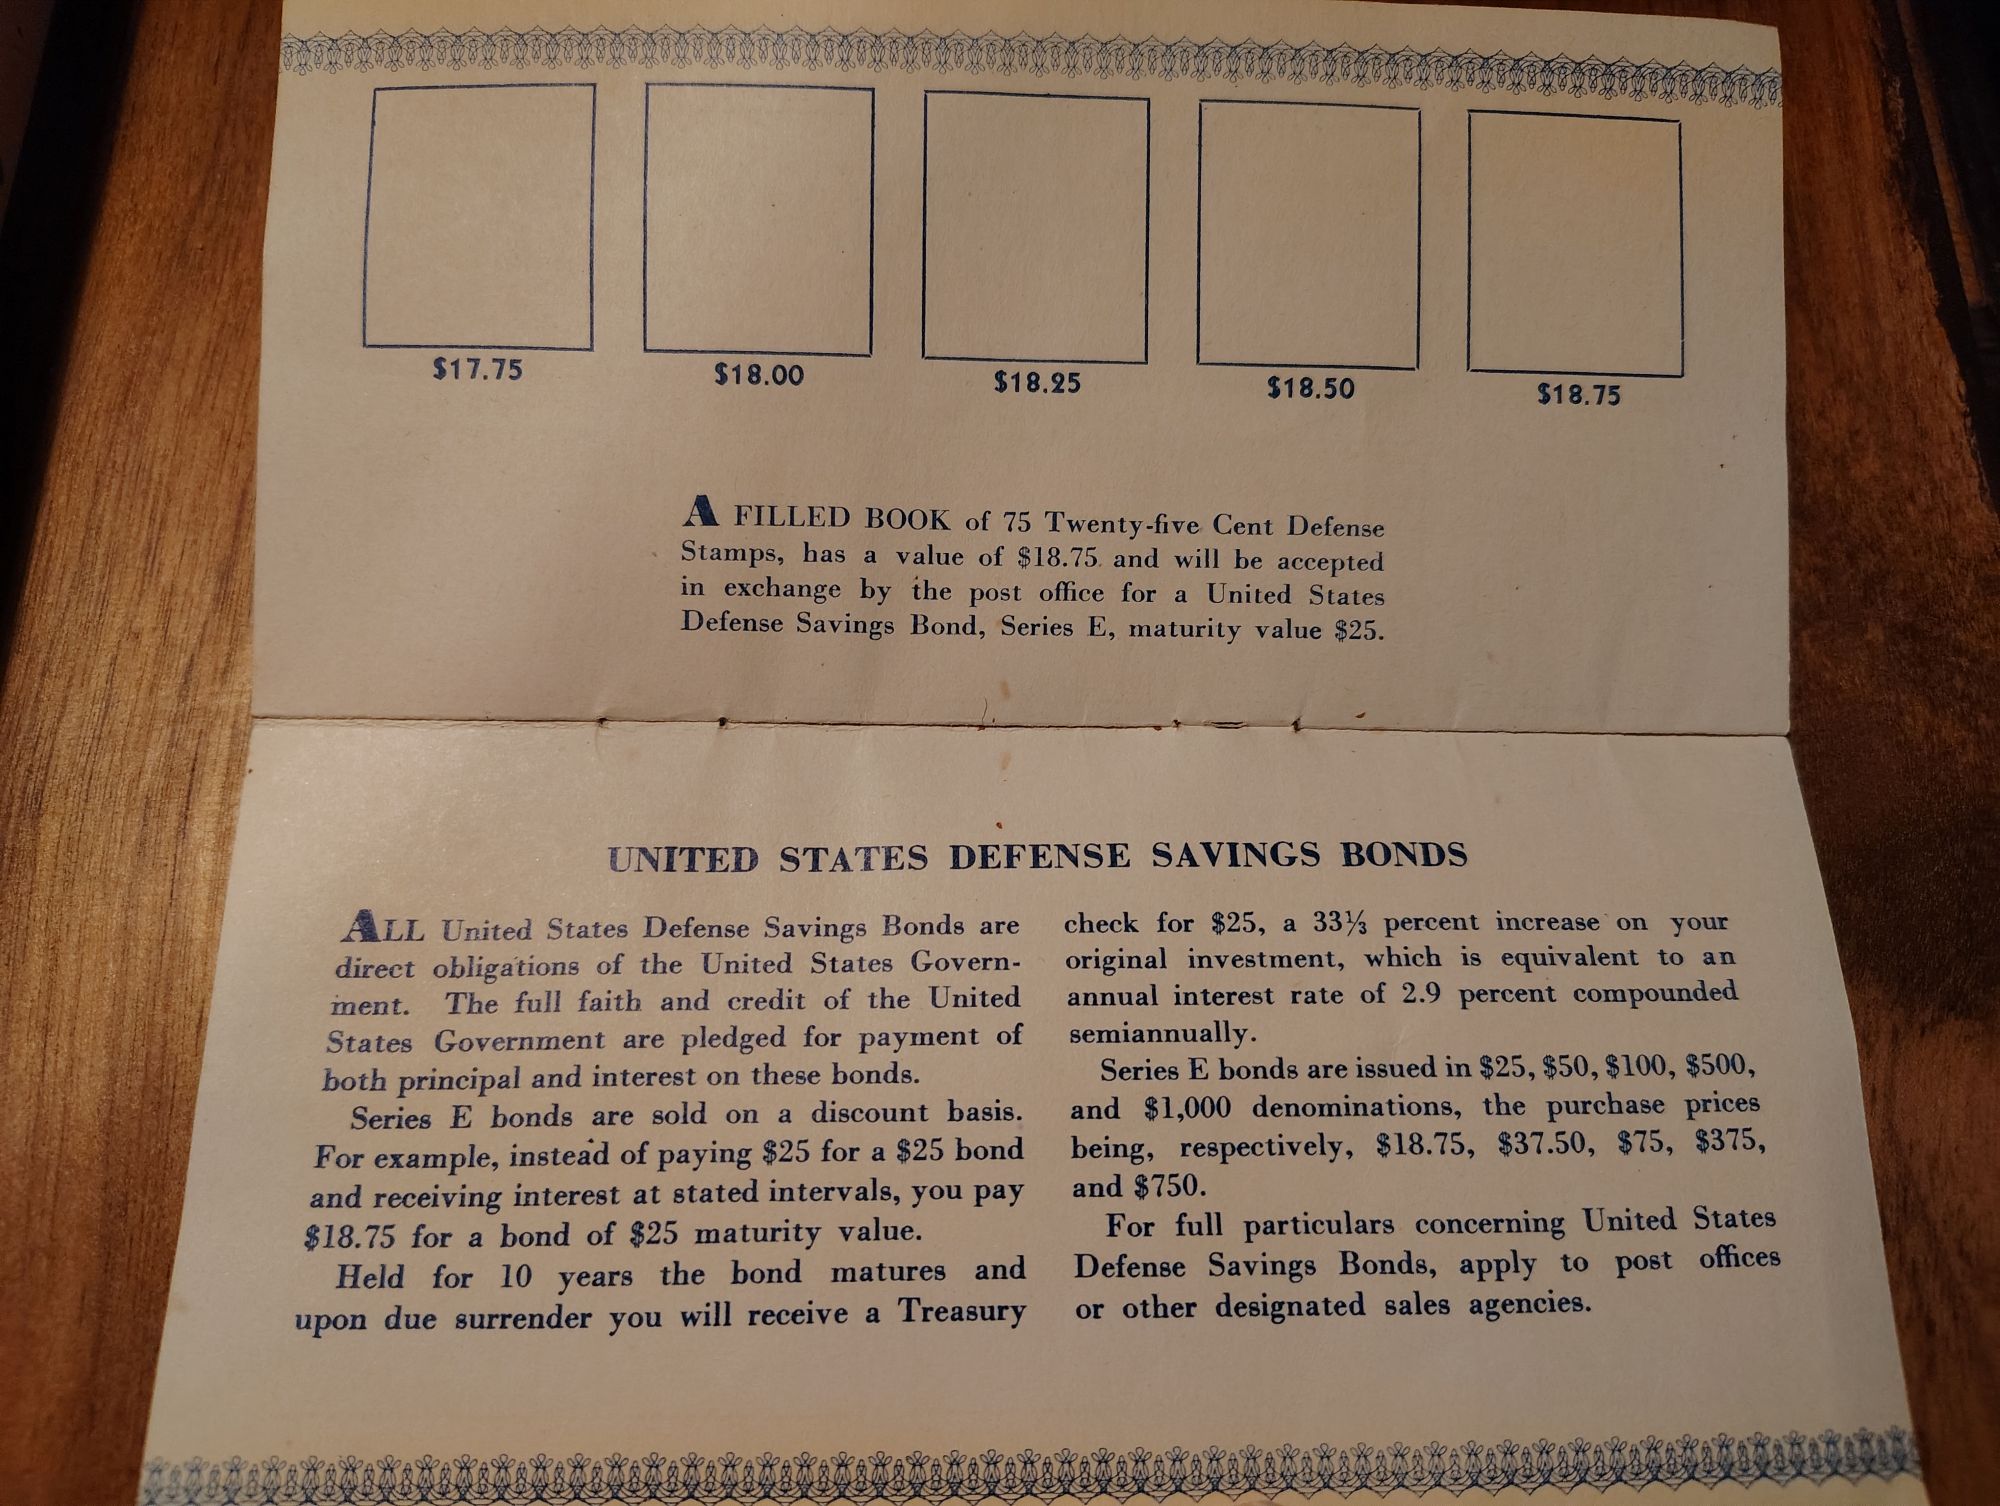 $17.75
$18.00
$18.25
$18.50
$18.75
A FILLED BOOK of 75 Twenty-five Cent Defense
Stamps, has a value of $18.75 and will be accepted
in exchange by the post office for a United States
Defense Savings Bond, Series E, maturity value $25.
UNITED STATES DEFENSE SAVINGS BONDS
ALL United States Defense Savings Bonds are
direct obligations of the United States Govern-
ment. The full faith and credit of the United
States Government are pledged for payment of
both principal and interest on these bonds.
Series E bonds are sold on a discount basis.
For example, instead of paying $25 for a $25 bond
and receiving interest at stated intervals, you pay
$18.75 for a bond of $25 maturity value.
Held for 10 years the bond matures and
upon due surrender you will receive a Treasury
check for $25, a 33⅓ percent increase on your
original investment, which is equivalent to an
annual interest rate of 2.9 percent compounded
semiannually.
Series E bonds are issued in $25, $50, $100, $500,
and $1,000 denominations, the purchase prices
being, respectively, $18.75, $37.50, $75, $375,
and $750.
For full particulars concerning United States
Defense Savings Bonds, apply to post offices
or other designated sales agencies.